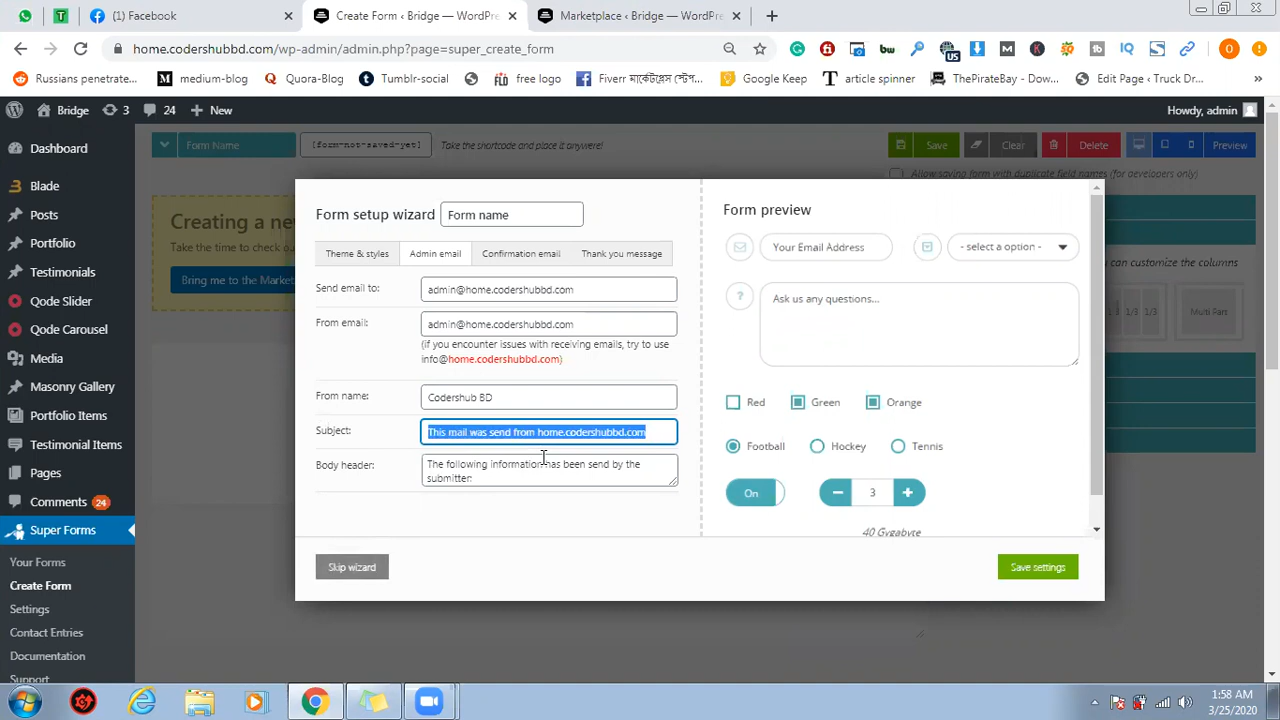 (1) Facebook
Create Form ‹ Bridge — WordPre
Marketplace ‹ Bridge — WordPre
home.codershubbd.com/wp-admin/admin.php?page=super_create_form
Russians penetrate...
medium-blog
Quora-Blog
Tumblr-social
free logo
Fiverr মার্কেটপ্লেস স্টেপ...
Google Keep
article spinner
ThePirateBay - Dow...
Edit Page ‹ Truck Dr...
»
Bridge
3
24
New
Howdy, admin
Form Name
[form-not-saved-yet]
Take the shortcode and place it anywhere!
Save
Clear
Delete
Preview
Allow saving form with duplicate field names (for developers only)
Dashboard
Blade
Posts
Portfolio
Testimonials
Qode Slider
Qode Carousel
Media
Masonry Gallery
Portfolio Items
Testimonials
Pages
Comments 24
Super Forms
Your Forms
Create Form
Settings
Contact Entries
Documentation
Start
Creating a ne
Take the time to check o
Bring me to the Market
u can customize the columns
1/3 1/3
Multi Part
Form setup wizard
Form name
Theme & styles
Admin email
Confirmation email
Thank you message
Send email to:
admin@home.codershubbd.com
From email:
admin@home.codershubbd.com
(if you encounter issues with receiving emails, try to use
info@home.codershubbd.com)
From name:
Codershub BD
Subject:
This mail was send from home.codershubbd.com
Body header:
The following information has been send by the
submitter:
Skip wizard
Form preview
Your Email Address
- select a option -
Ask us any questions...
Red
Green
Orange
Football
Hockey
Tennis
On
3
40 Gygabyte
Save settings
1:58 AM
3/25/2020